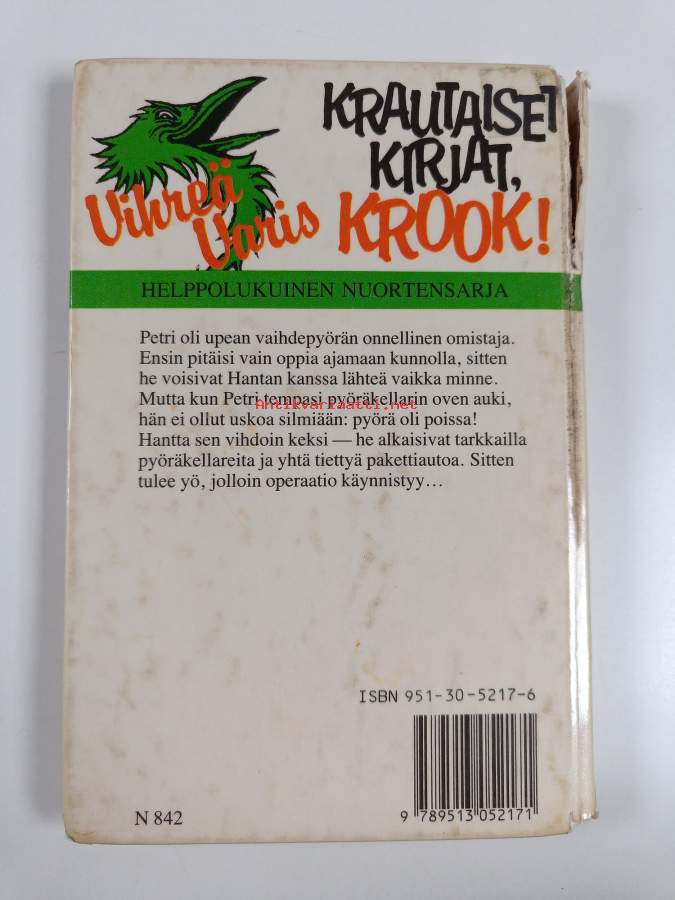 KRAUTAISET
KIRJAT,
KROOK!
Vihreä
Varis
HELPPOLUKUINEN NUORTENSARJA
Petri oli upean vaihdepyörän onnellinen omistaja.
Ensin pitäisi vain oppia ajamaan kunnolla, sitten
he voisivat Hantan kanssa lähteä vaikka minne.
Mutta kun Petri tompasi pyöräkellarin oven auki,
Antikvariaatti.net
hän ei ollut uskoa silmiään: pyörä oli poissa!
Hantta sen vihdoin keksi — he alkaisivat tarkkailla
pyöräkellareita ja yhtä tiettyä pakettiautoa. Sitten
tulee yö, jolloin operaatio käynnistyy...
ISBN 951-30-5217-6
N 842
9 789513 052171